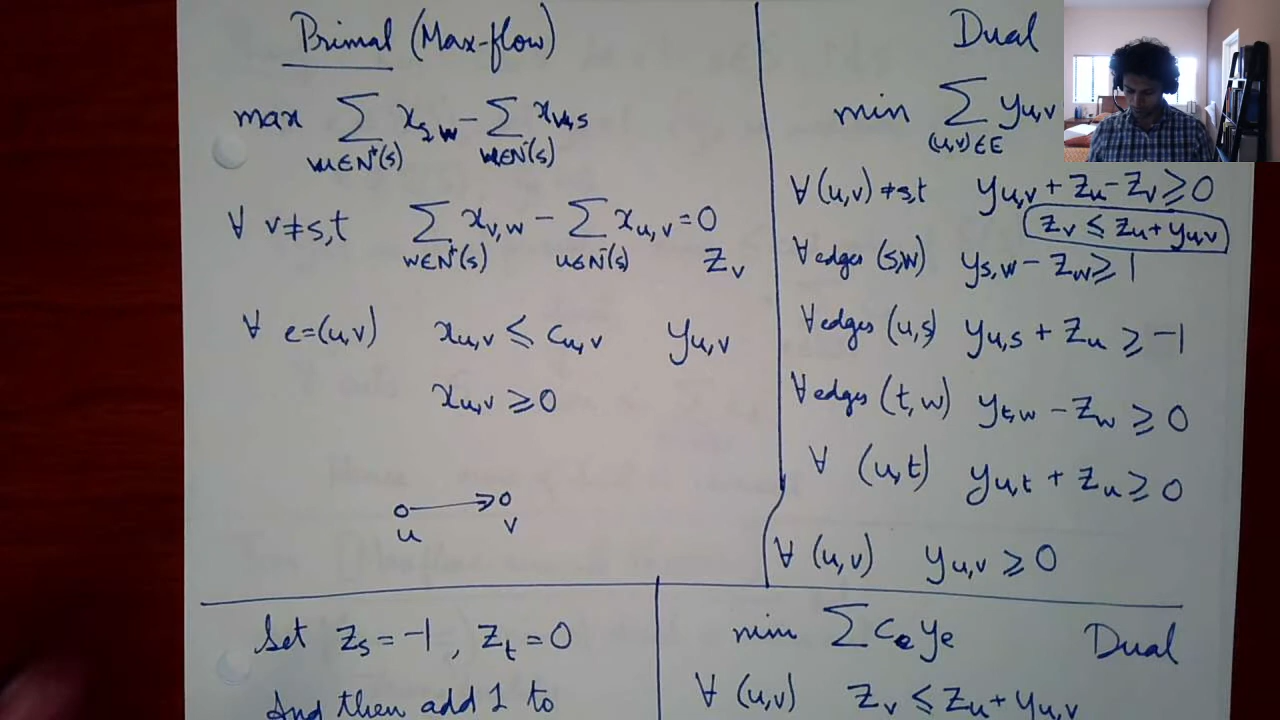 Primal (Max-flow)
max ∑_{w∈N⁺(s)} x_{s,w} − ∑_{w∈N⁻(s)} x_{w,s}
∀ v≠s,t ∑_{w∈N⁺(s)} x_{v,w} − ∑_{u∈N⁻(s)} x_{u,v} = 0
z_v
∀ e=(u,v) x_{u,v} ≤ c_{u,v} y_{u,v}
x_{u,v} ≥ 0
u v
Dual
min ∑_{(u,v)∈E} y_{u,v}
∀ (u,v)≠s,t y_{u,v} + z_u − z_v ≥ 0
z_v ≤ z_u + y_{u,v}
∀ edges (s,w) y_{s,w} − z_w ≥ 1
∀ edges (u,s) y_{u,s} + z_u ≥ −1
∀ edges (t,w) y_{t,w} − z_w ≥ 0
∀ (u,t) y_{u,t} + z_u ≥ 0
∀ (u,v) y_{u,v} ≥ 0
Set z_s = −1, z_t = 0
And then add 1 to
min ∑ c_e y_e Dual
∀ (u,v) z_v ≤ z_u + y_{u,v}